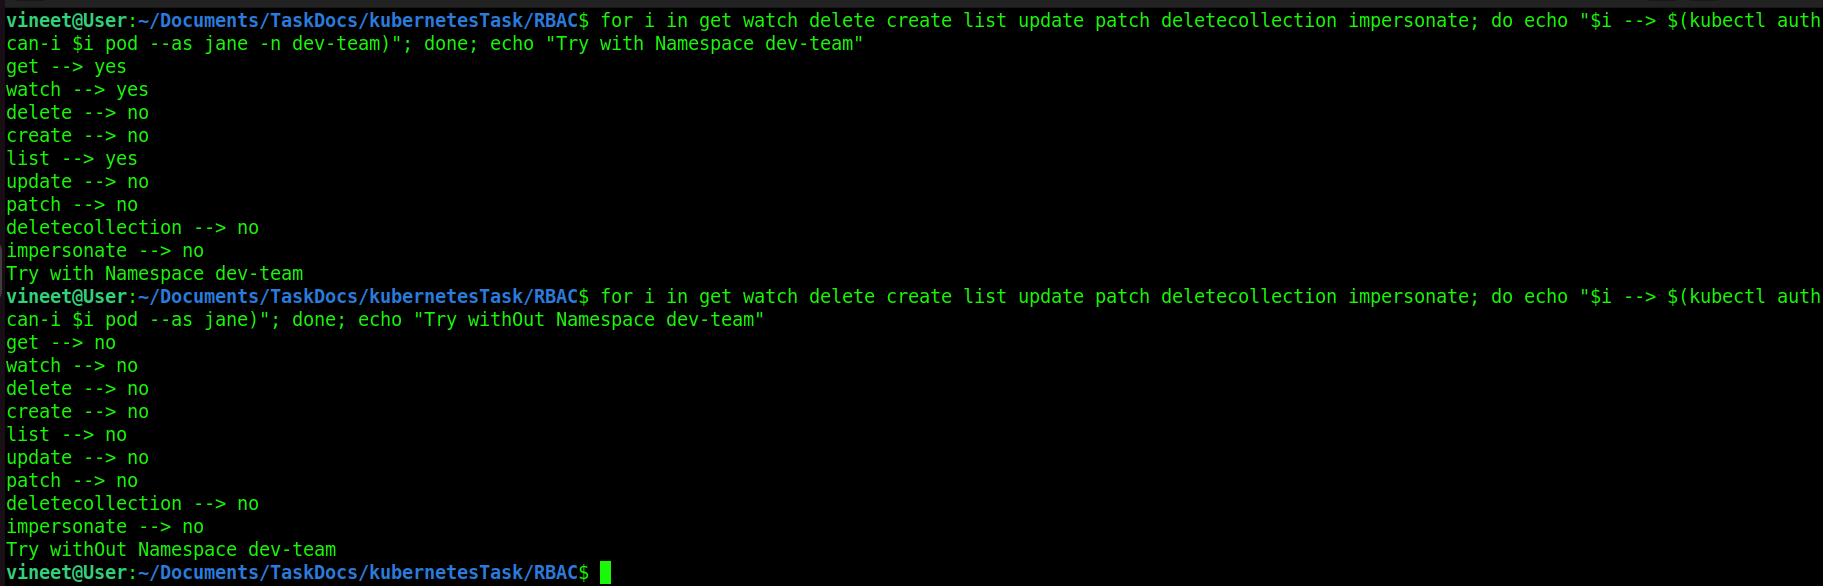 vineet@User:~/Documents/TaskDocs/kubernetesTask/RBAC$ for i in get watch delete create list update patch deletecollection impersonate; do echo "$i --> $(kubectl auth
can-i $i pod --as jane -n dev-team)"; done; echo "Try with Namespace dev-team"
get --> yes
watch --> yes
delete --> no
create --> no
list --> yes
update --> no
patch --> no
deletecollection --> no
impersonate --> no
Try with Namespace dev-team
vineet@User:~/Documents/TaskDocs/kubernetesTask/RBAC$ for i in get watch delete create list update patch deletecollection impersonate; do echo "$i --> $(kubectl auth
can-i $i pod --as jane)"; done; echo "Try withOut Namespace dev-team"
get --> no
watch --> no
delete --> no
create --> no
list --> no
update --> no
patch --> no
deletecollection --> no
impersonate --> no
Try withOut Namespace dev-team
vineet@User:~/Documents/TaskDocs/kubernetesTask/RBAC$